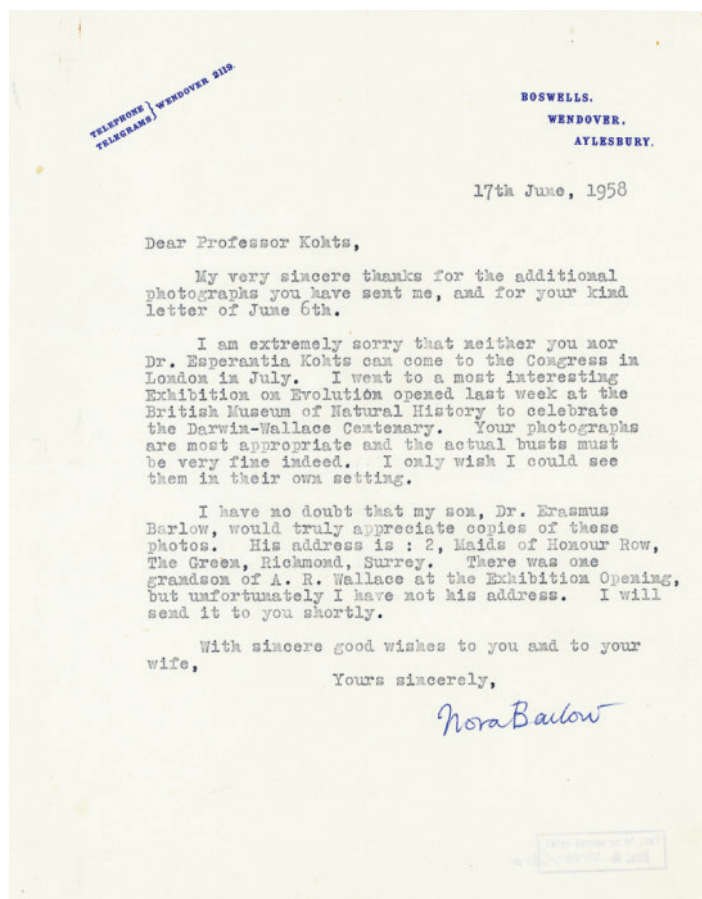 TELEPHONE } WENDOVER 2119.
TELEGRAMS
BOSWELLS,
WENDOVER,
AYLESBURY.
17th June, 1958
Dear Professor Kohts,
My very sincere thanks for the additional
photographs you have sent me, and for your kind
letter of June 6th.
I am extremely sorry that neither you nor
Dr. Esperantia Kohts can come to the Congress in
London in July. I went to a most interesting
Exhibition on Evolution opened last week at the
British Museum of Natural History to celebrate
the Darwin-Wallace Centenary. Your photographs
are most appropriate and the actual busts must
be very fine indeed. I only wish I could see
them in their own setting.
I have no doubt that my son, Dr. Erasmus
Barlow, would truly appreciate copies of these
photos. His address is : 2, Maids of Honour Row,
The Green, Richmond, Surrey. There was one
grandson of A. R. Wallace at the Exhibition Opening,
but unfortunately I have not his address. I will
send it to you shortly.
With sincere good wishes to you and to your
wife,
Yours sincerely,
Nora Barlow